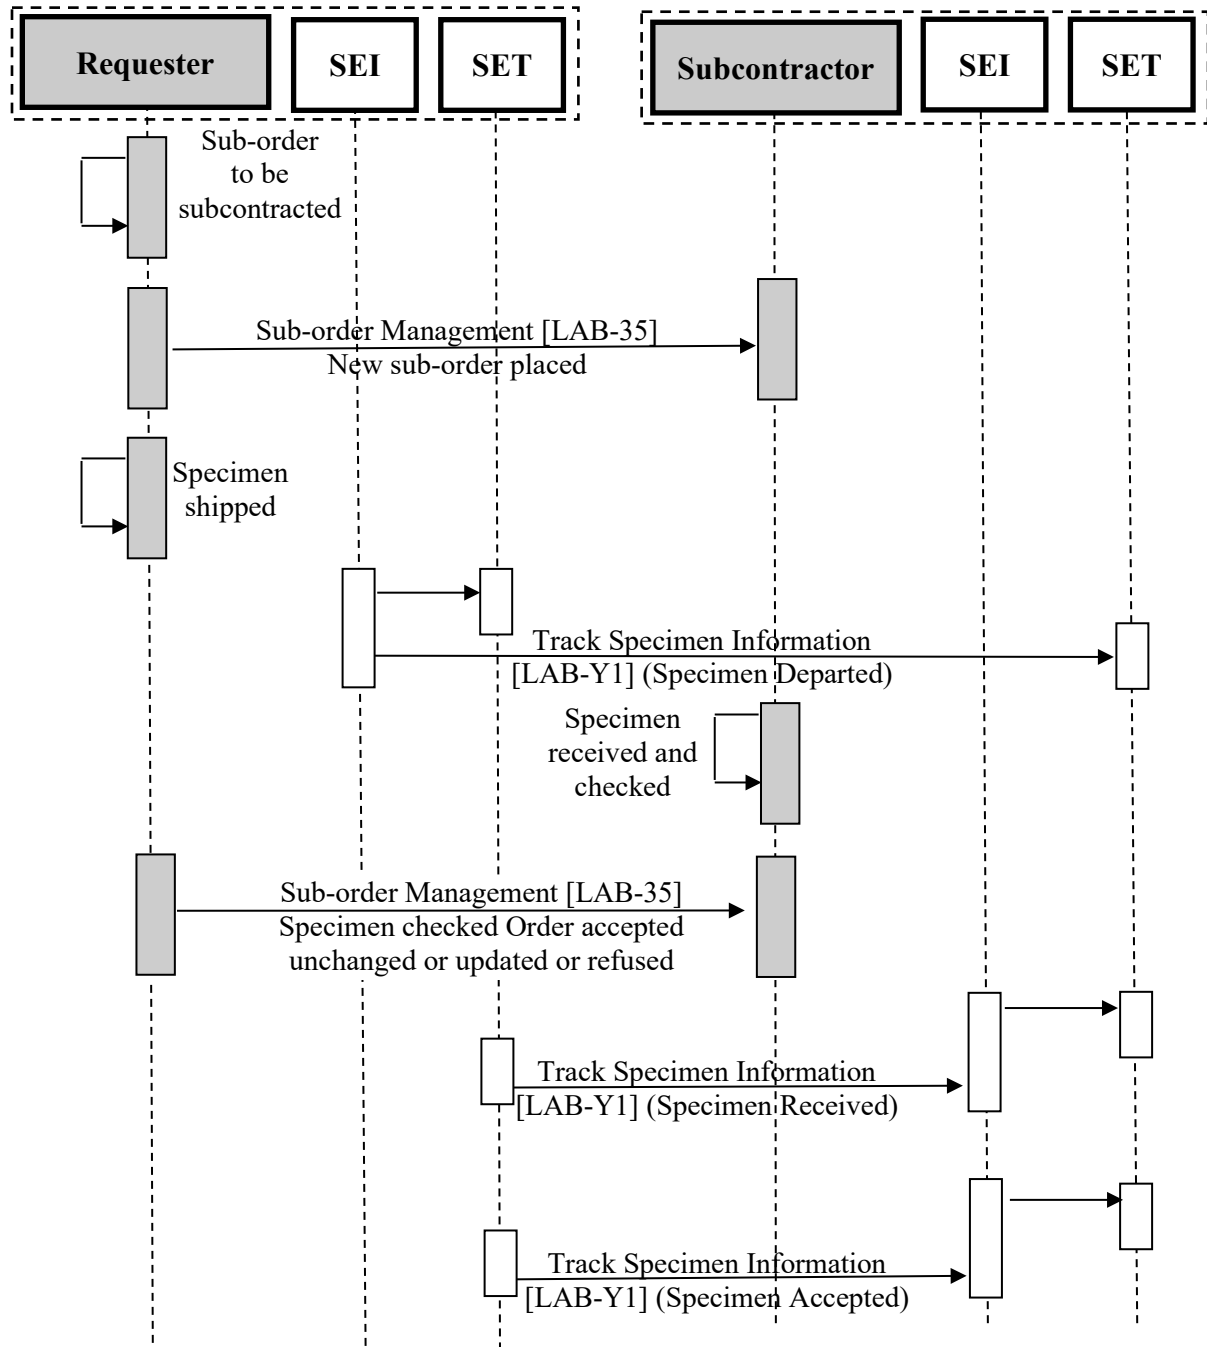 Requester
SEI
SET
Subcontractor
SEI
SET
Sub-order
to be
subcontracted
Sub-order Management [LAB-35]
New sub-order placed
Specimen
shipped
Track Specimen Information
[LAB-Y1] (Specimen Departed)
Specimen
received and
checked
Sub-order Management [LAB-35]
Specimen checked Order accepted
unchanged or updated or refused
Track Specimen Information
[LAB-Y1] (Specimen Received)
Track Specimen Information
[LAB-Y1] (Specimen Accepted)